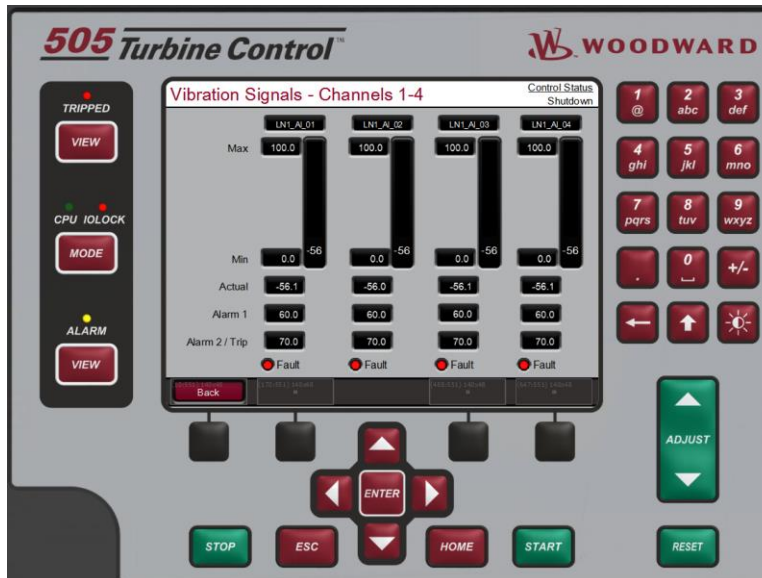 505 Turbine Control™
WOODWARD
TRIPPED
VIEW
CPU IOLOCK
MODE
ALARM
VIEW
Vibration Signals - Channels 1-4
Control Status
Shutdown
LN1_AI_01 LN1_AI_02 LN1_AI_03 LN1_AI_04
Max 100.0 100.0 100.0 100.0
-56 -56 -56 -56
Min 0.0 0.0 0.0 0.0
Actual -56.1 -56.0 -56.1 -56.1
Alarm 1 60.0 60.0 60.0 60.0
Alarm 2 / Trip 70.0 70.0 70.0 70.0
Fault Fault Fault Fault
Back
1 @ 2 abc 3 def
4 ghi 5 jkl 6 mno
7 pqrs 8 tuv 9 wxyz
. 0 +/-
ADJUST
ENTER
STOP ESC HOME START RESET